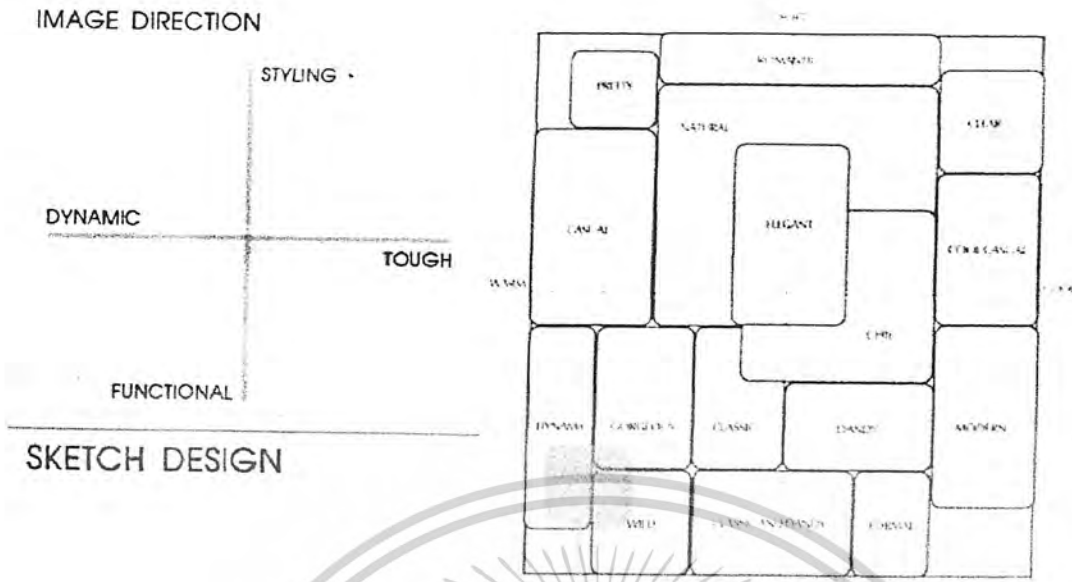 IMAGE DIRECTION
STYLING
DYNAMIC
TOUGH
FUNCTIONAL
SKETCH DESIGN
ROMANTIC
PRETTY
NATURAL
CLEAR
CASUAL
ELEGANT
COOL CASUAL
WARM
CHIC
DYNAMIC
GORGEOUS
CLASSIC
DANDY
MODERN
WILD
CLASSIC AND DANDY
FORMAL